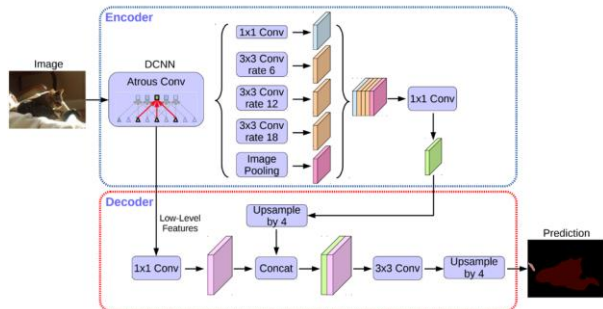 Encoder
Image
DCNN
Atrous Conv
1x1 Conv
3x3 Conv
rate 6
3x3 Conv
rate 12
3x3 Conv
rate 18
Image
Pooling
1x1 Conv
Decoder
Low-Level
Features
Upsample
by 4
1x1 Conv
Concat
3x3 Conv
Upsample
by 4
Prediction